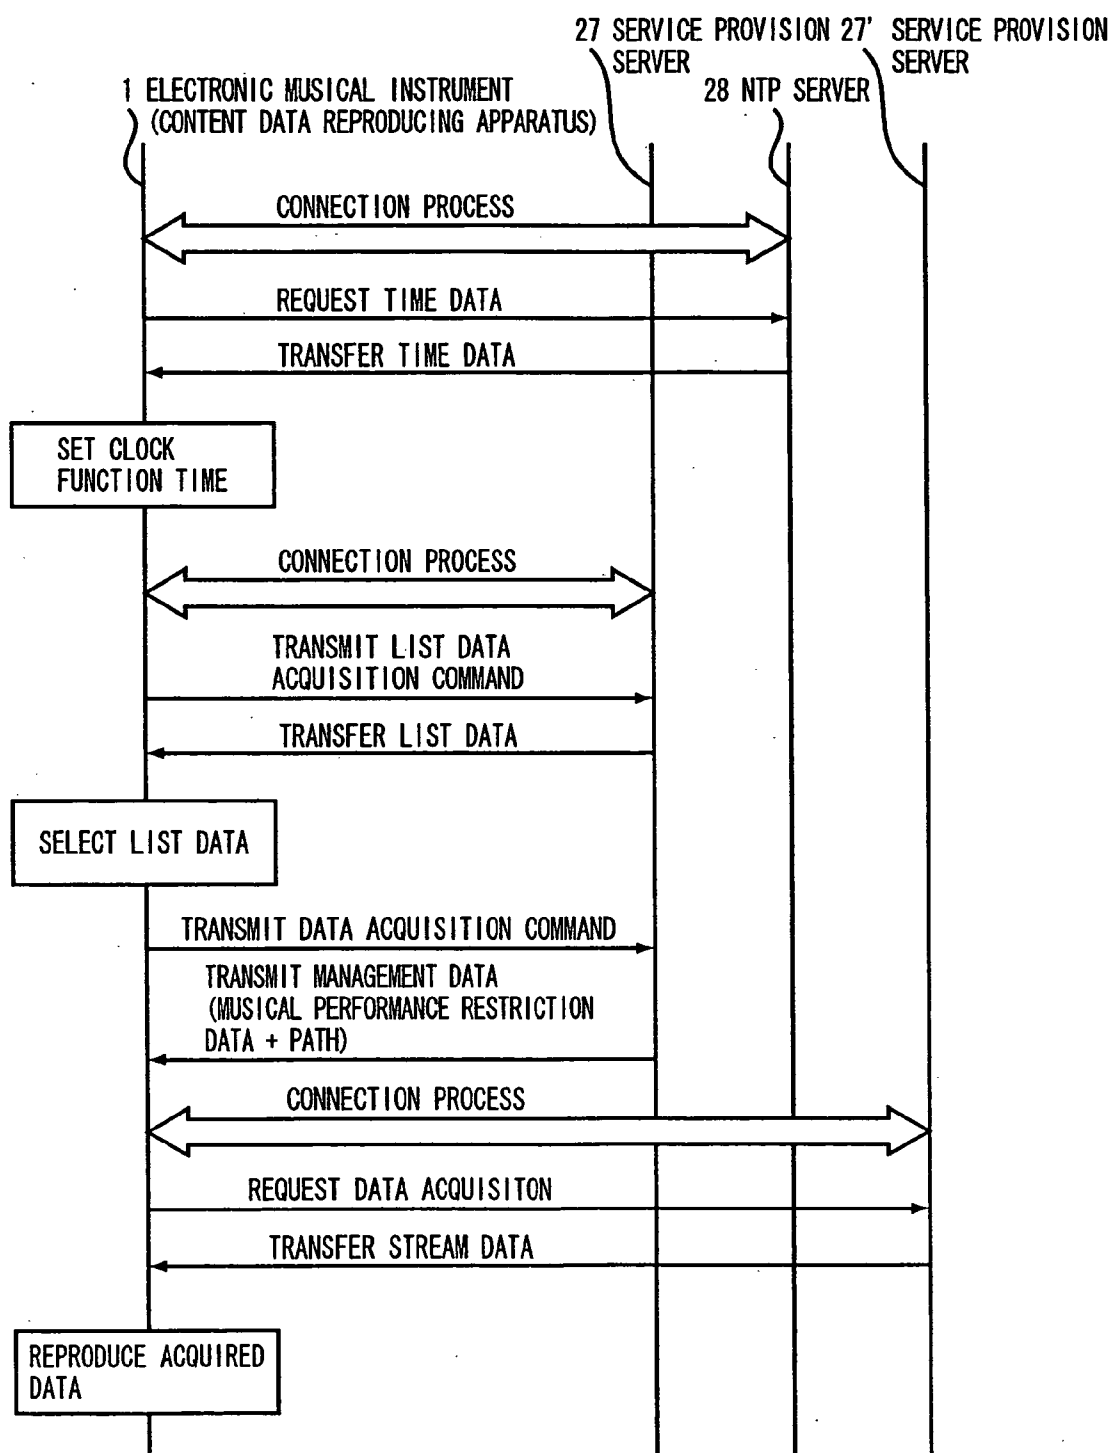 27 SERVICE PROVISION
SERVER
27' SERVICE PROVISION
SERVER
1 ELECTRONIC MUSICAL INSTRUMENT
(CONTENT DATA REPRODUCING APPARATUS)
28 NTP SERVER
CONNECTION PROCESS
REQUEST TIME DATA
TRANSFER TIME DATA
SET CLOCK
FUNCTION TIME
CONNECTION PROCESS
TRANSMIT LIST DATA
ACQUISITION COMMAND
TRANSFER LIST DATA
SELECT LIST DATA
TRANSMIT DATA ACQUISITION COMMAND
TRANSMIT MANAGEMENT DATA
(MUSICAL PERFORMANCE RESTRICTION
DATA + PATH)
CONNECTION PROCESS
REQUEST DATA ACQUISITON
TRANSFER STREAM DATA
REPRODUCE ACQUIRED
DATA